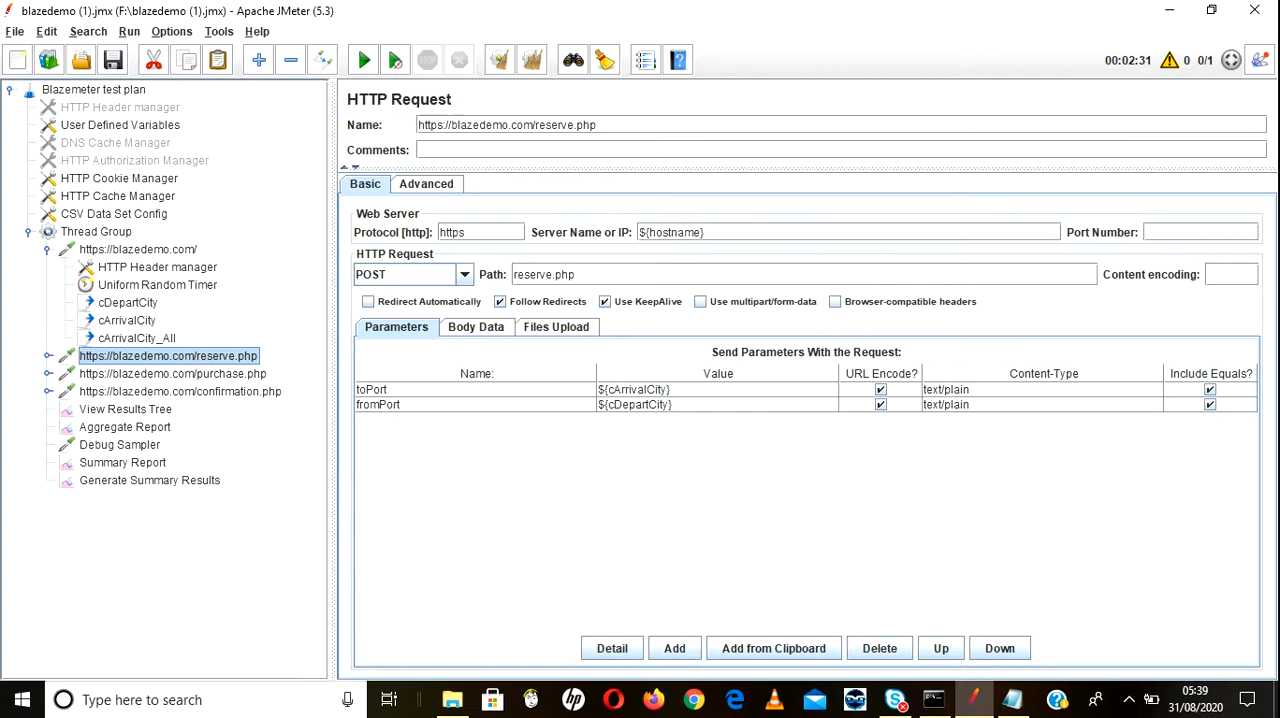 blazedemo (1).jmx (F:\blazedemo (1).jmx) - Apache JMeter (5.3)
File Edit Search Run Options Tools Help
STOP 00:02:31 0 0/1
Blazemeter test plan
HTTP Header manager
User Defined Variables
DNS Cache Manager
HTTP Authorization Manager
HTTP Cookie Manager
HTTP Cache Manager
CSV Data Set Config
Thread Group
https://blazedemo.com/
HTTP Header manager
Uniform Random Timer
cDepartCity
cArrivalCity
cArrivalCity_All
https://blazedemo.com/reserve.php
https://blazedemo.com/purchase.php
https://blazedemo.com/confirmation.php
View Results Tree
Aggregate Report
Debug Sampler
Summary Report
Generate Summary Results
HTTP Request
Name: https://blazedemo.com/reserve.php
Comments:
Basic Advanced
Web Server
Protocol [http]: https Server Name or IP: ${hostname} Port Number:
HTTP Request
POST Path: reserve.php Content encoding:
Redirect Automatically Follow Redirects Use KeepAlive Use multipart/form-data Browser-compatible headers
Parameters Body Data Files Upload
Send Parameters With the Request:
Name: Value URL Encode? Content-Type Include Equals?
toPort ${cArrivalCity} text/plain
fromPort ${cDepartCity} text/plain
Detail Add Add from Clipboard Delete Up Down
Type here to search
05:39
31/08/2020